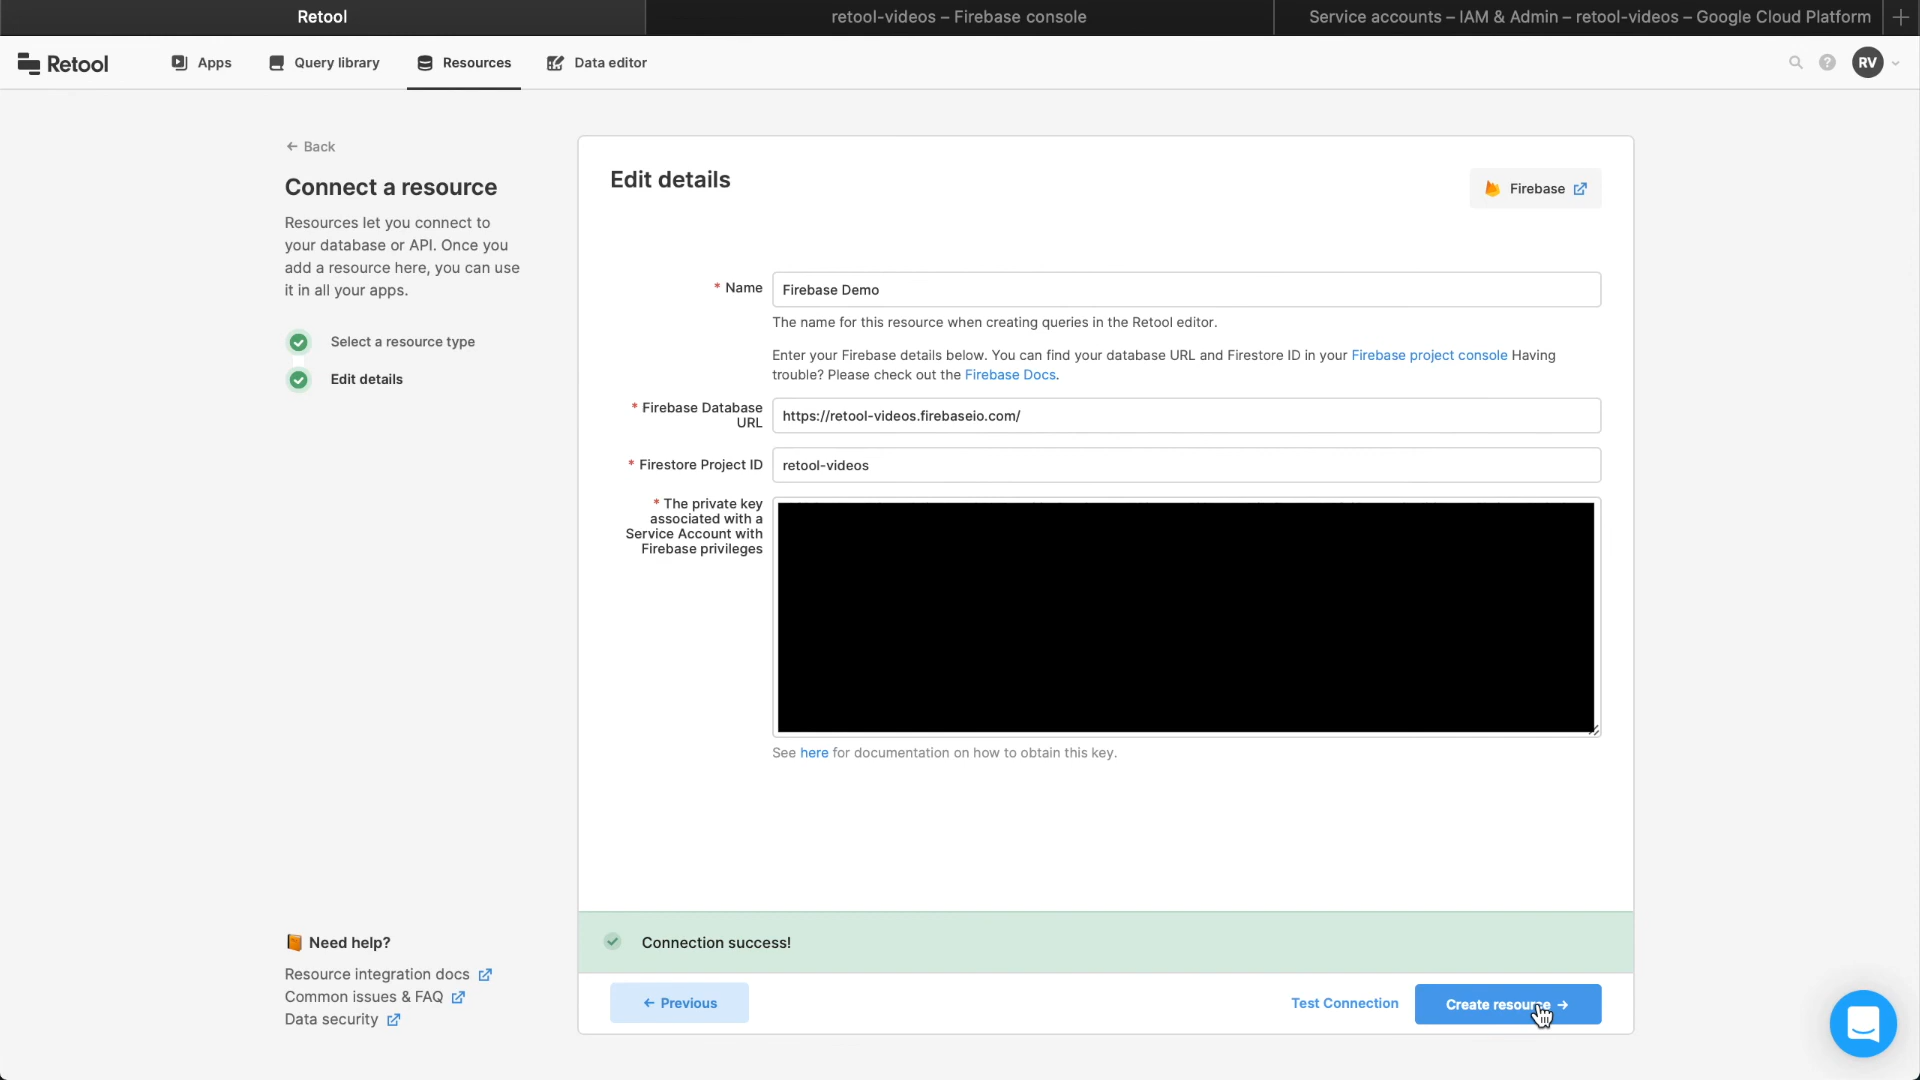 Retool
retool-videos – Firebase console
Service accounts – IAM & Admin – retool-videos – Google Cloud Platform
Retool
Apps
Query library
Resources
Data editor
RV
← Back
Connect a resource
Resources let you connect to
your database or API. Once you
add a resource here, you can use
it in all your apps.
Select a resource type
Edit details
Need help?
Resource integration docs
Common issues & FAQ
Data security
Edit details
Firebase
* Name
Firebase Demo
The name for this resource when creating queries in the Retool editor.
Enter your Firebase details below. You can find your database URL and Firestore ID in your Firebase project console Having
trouble? Please check out the Firebase Docs.
* Firebase Database
URL
https://retool-videos.firebaseio.com/
* Firestore Project ID
retool-videos
* The private key
associated with a
Service Account with
Firebase privileges
See here for documentation on how to obtain this key.
Connection success!
← Previous
Test Connection
Create resource →